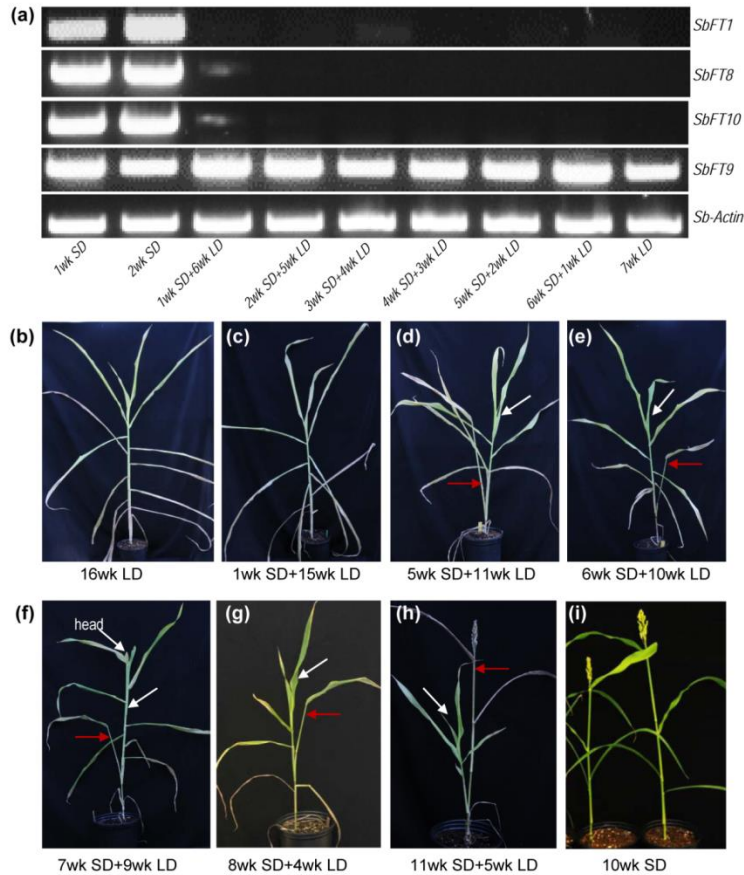 (a)
SbFT1
SbFT8
SbFT10
SbFT9
Sb-Actin
1wk SD
2wk SD
1wk SD+6wk LD
2wk SD+5wk LD
3wk SD+4wk LD
4wk SD+3wk LD
5wk SD+2wk LD
6wk SD+1wk LD
7wk LD
(b)
(c)
(d)
(e)
16wk LD
1wk SD+15wk LD
5wk SD+11wk LD
6wk SD+10wk LD
(f)
head
(g)
(h)
(i)
7wk SD+9wk LD
8wk SD+4wk LD
11wk SD+5wk LD
10wk SD